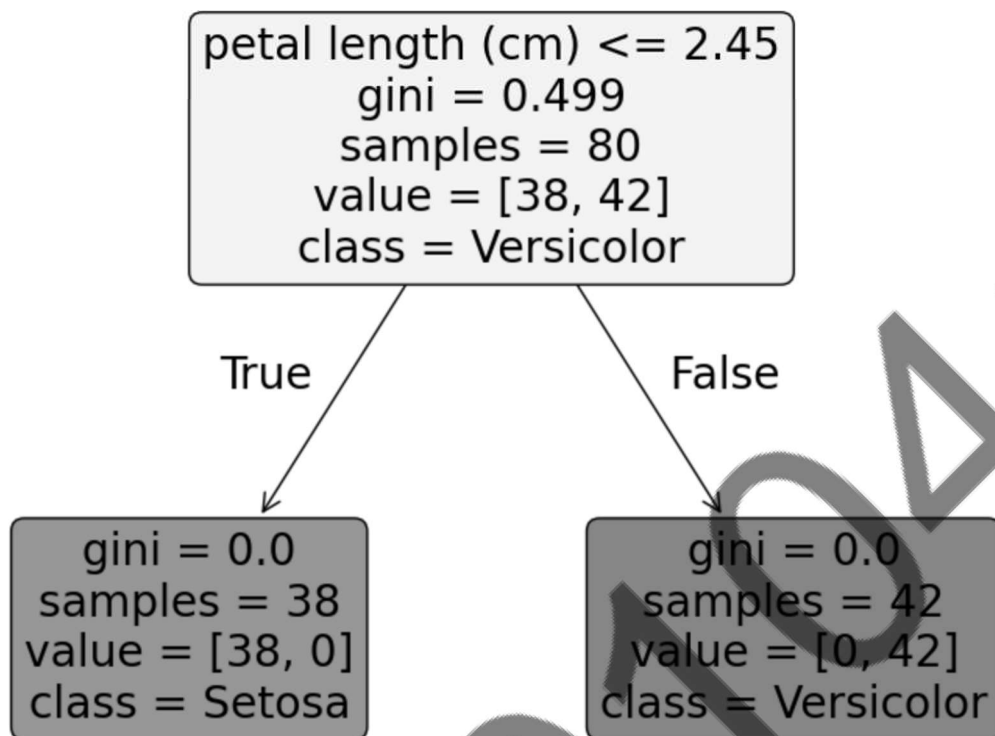 petal length (cm) <= 2.45
gini = 0.499
samples = 80
value = [38, 42]
class = Versicolor
True
False
gini = 0.0
samples = 38
value = [38, 0]
class = Setosa
gini = 0.0
samples = 42
value = [0, 42]
class = Versicolor